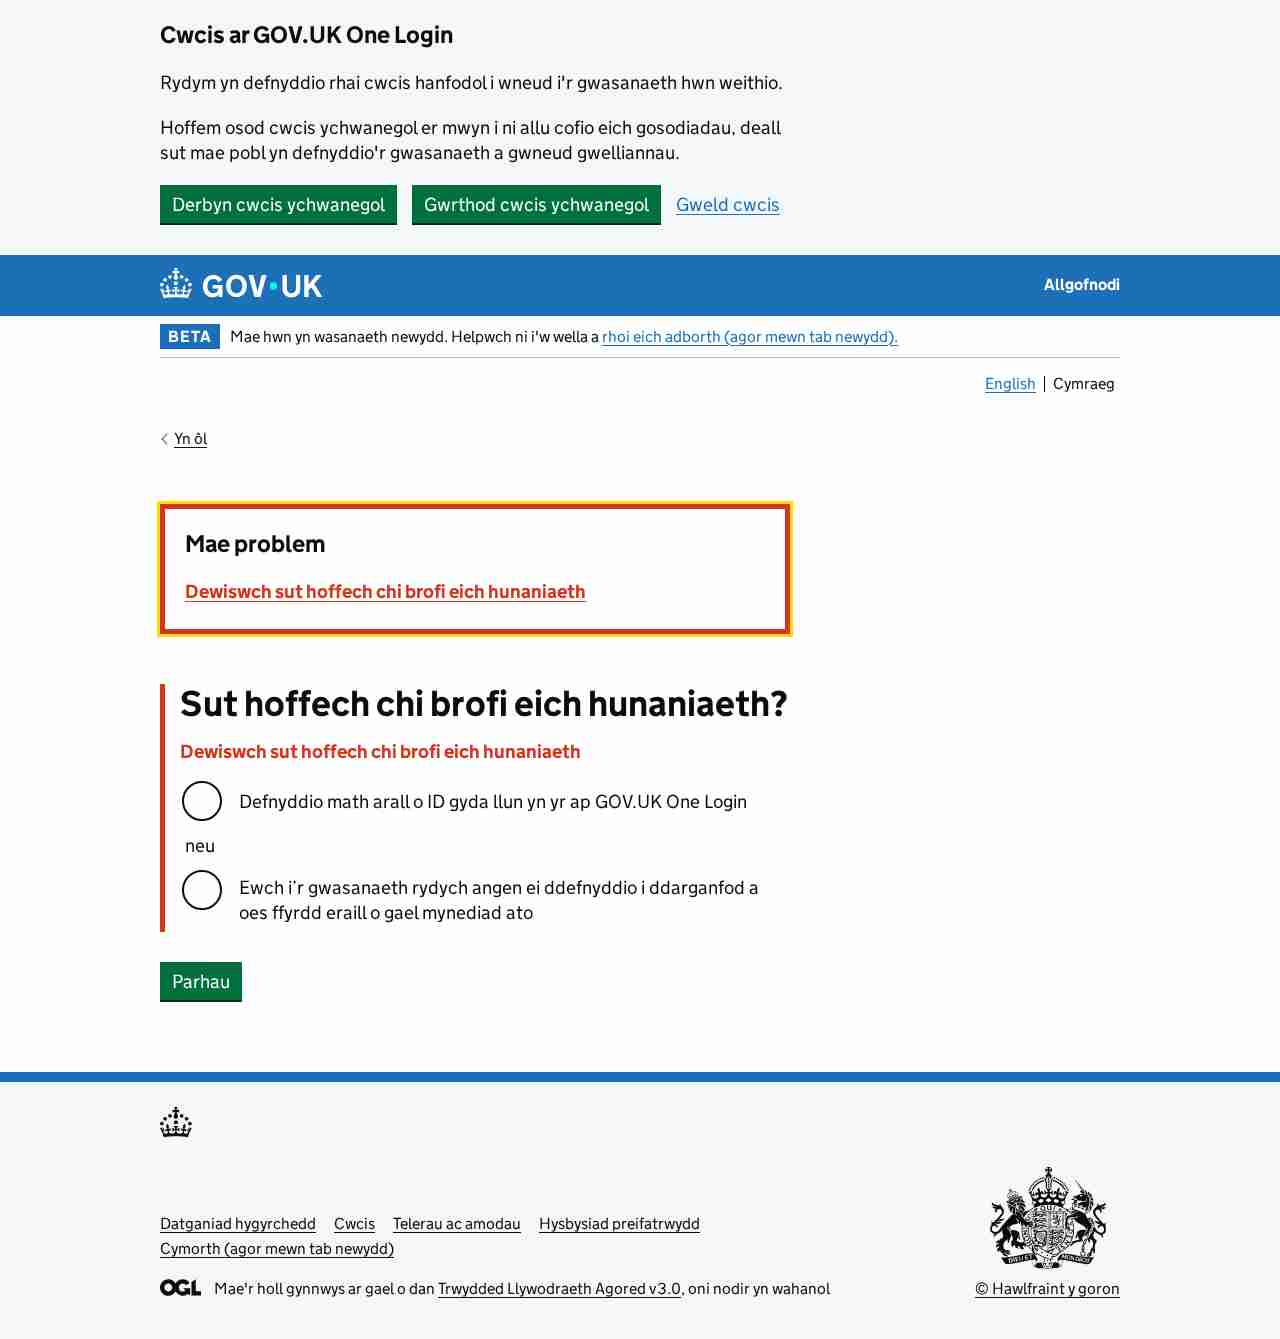 Cwcis ar GOV.UK One Login
Rydym yn defnyddio rhai cwcis hanfodol i wneud i'r gwasanaeth hwn weithio.
Hoffem osod cwcis ychwanegol er mwyn i ni allu cofio eich gosodiadau, deall
sut mae pobl yn defnyddio'r gwasanaeth a gwneud gwelliannau.
Derbyn cwcis ychwanegol Gwrthod cwcis ychwanegol Gweld cwcis
GOV·UK Allgofnodi
BETA Mae hwn yn wasanaeth newydd. Helpwch ni i'w wella a rhoi eich adborth (agor mewn tab newydd).
English Cymraeg
Yn ôl
Mae problem
Dewiswch sut hoffech chi brofi eich hunaniaeth
Sut hoffech chi brofi eich hunaniaeth?
Dewiswch sut hoffech chi brofi eich hunaniaeth
Defnyddio math arall o ID gyda llun yn yr ap GOV.UK One Login
neu
Ewch i’r gwasanaeth rydych angen ei ddefnyddio i ddarganfod a
oes ffyrdd eraill o gael mynediad ato
Parhau
Datganiad hygyrchedd Cwcis Telerau ac amodau Hysbysiad preifatrwydd
Cymorth (agor mewn tab newydd)
OGL Mae'r holl gynnwys ar gael o dan Trwydded Llywodraeth Agored v3.0, oni nodir yn wahanol
© Hawlfraint y goron